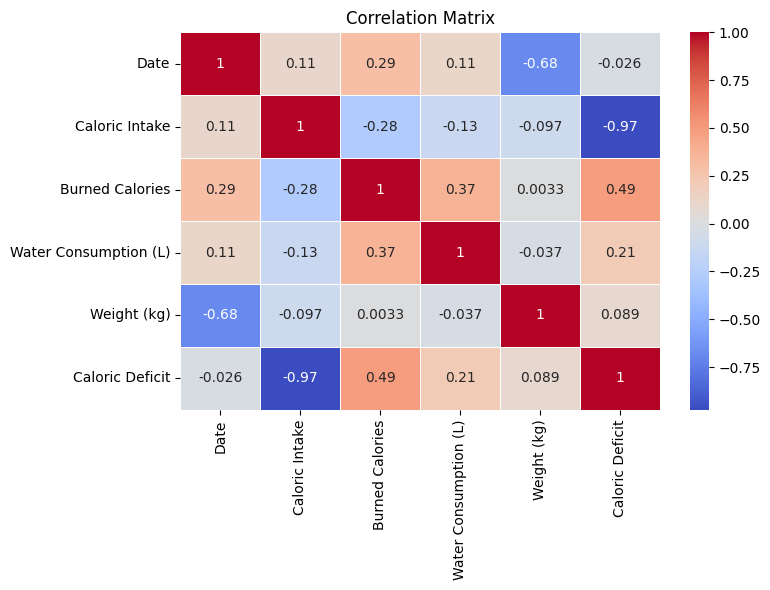 Correlation Matrix
Date 1 0.11 0.29 0.11 -0.68 -0.026
Caloric Intake 0.11 1 -0.28 -0.13 -0.097 -0.97
Burned Calories 0.29 -0.28 1 0.37 0.0033 0.49
Water Consumption (L) 0.11 -0.13 0.37 1 -0.037 0.21
Weight (kg) -0.68 -0.097 0.0033 -0.037 1 0.089
Caloric Deficit -0.026 -0.97 0.49 0.21 0.089 1
Date
Caloric Intake
Burned Calories
Water Consumption (L)
Weight (kg)
Caloric Deficit
1.00
0.75
0.50
0.25
0.00
−0.25
−0.50
−0.75